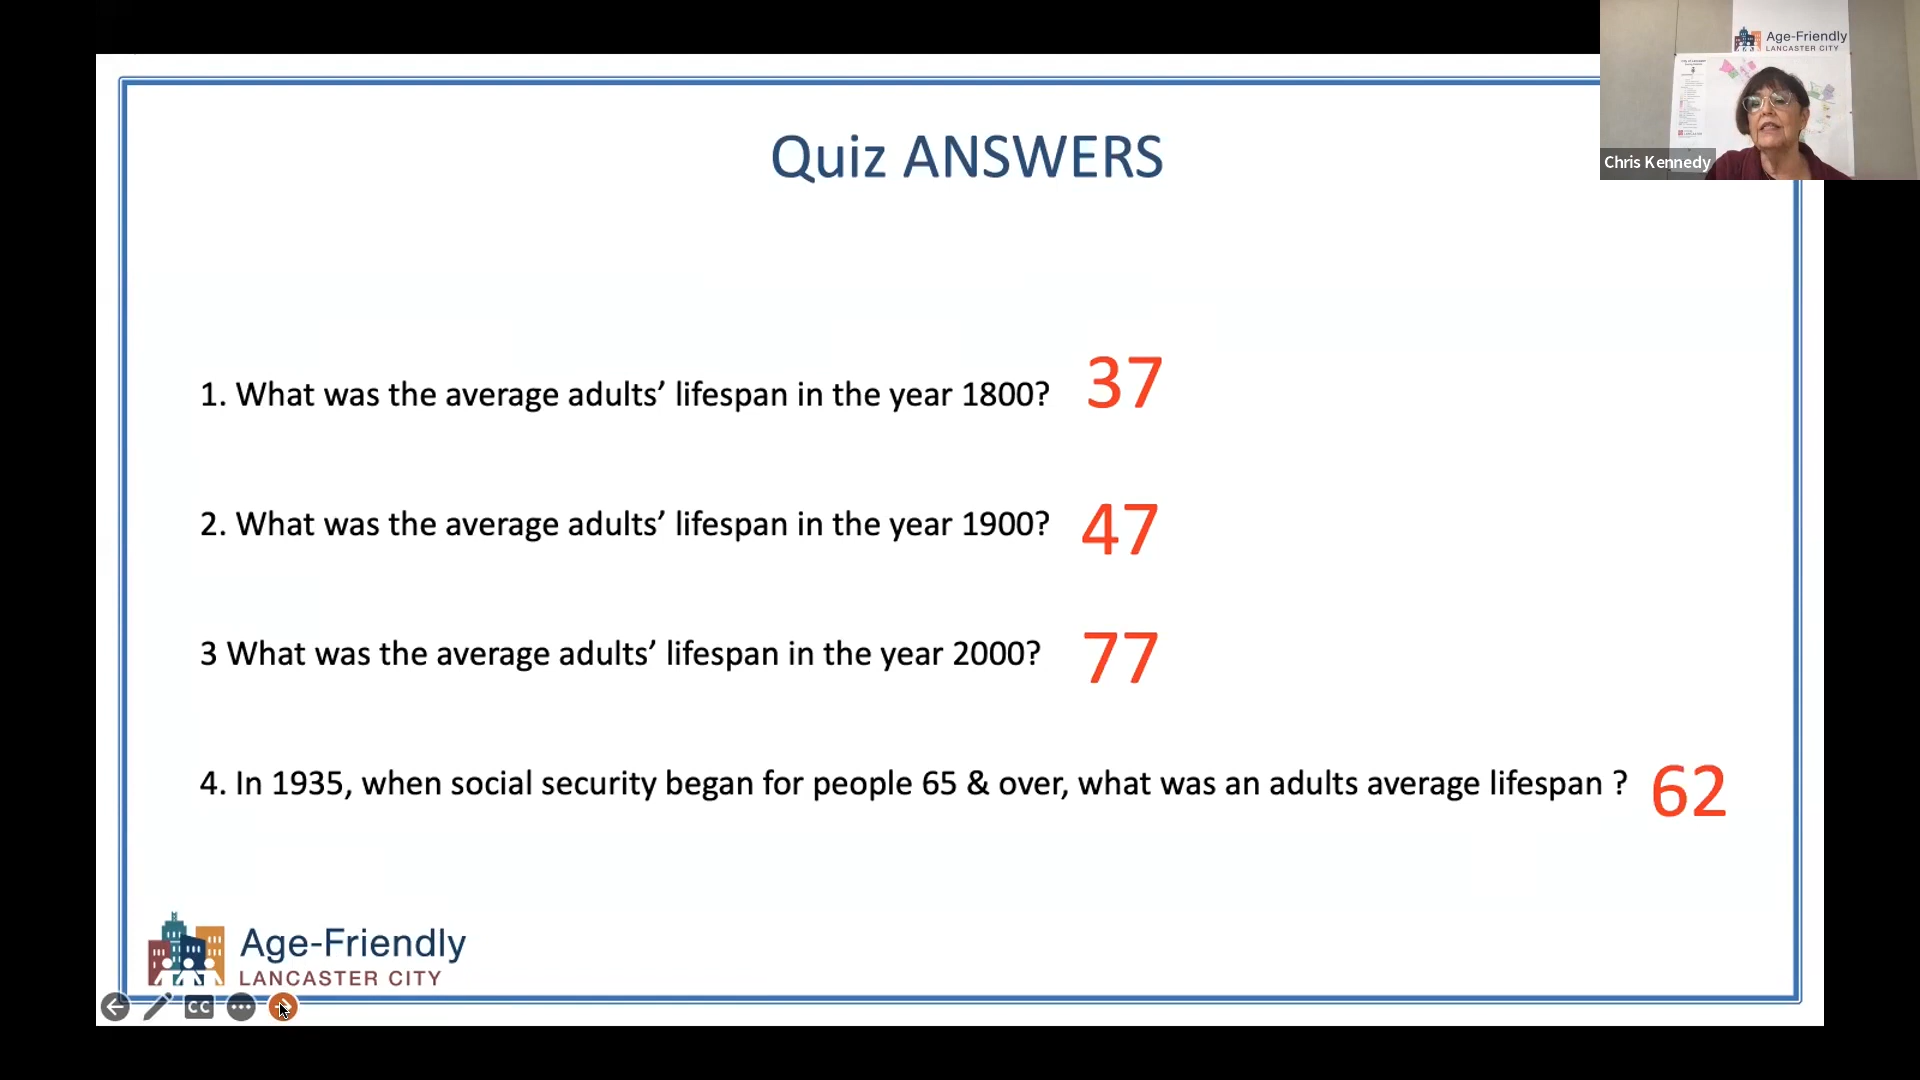 Age-Friendly
LANCASTER CITY
Chris Kennedy
Quiz ANSWERS
1. What was the average adults’ lifespan in the year 1800? 37
2. What was the average adults’ lifespan in the year 1900? 47
3 What was the average adults’ lifespan in the year 2000? 77
4. In 1935, when social security began for people 65 & over, what was an adults average lifespan ? 62
Age-Friendly
LANCASTER CITY
CC